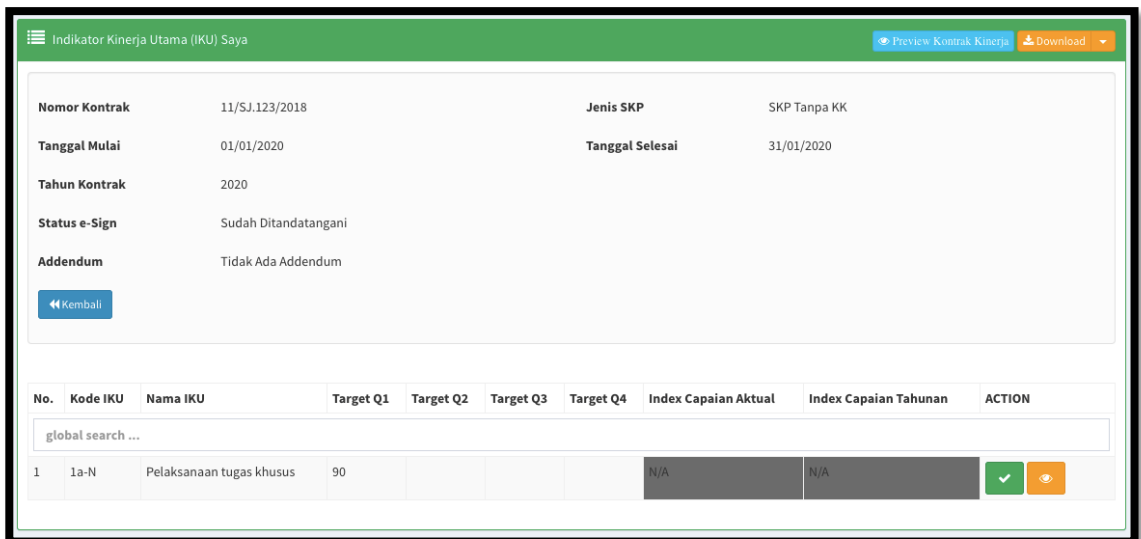 Indikator Kinerja Utama (IKU) Saya Preview Kontrak Kinerja Download
Nomor Kontrak 11/SJ.123/2018 Jenis SKP SKP Tanpa KK
Tanggal Mulai 01/01/2020 Tanggal Selesai 31/01/2020
Tahun Kontrak 2020
Status e-Sign Sudah Ditandatangani
Addendum Tidak Ada Addendum
Kembali
No. Kode IKU Nama IKU Target Q1 Target Q2 Target Q3 Target Q4 Index Capaian Aktual Index Capaian Tahunan ACTION
global search ...
1 1a-N Pelaksanaan tugas khusus 90 N/A N/A